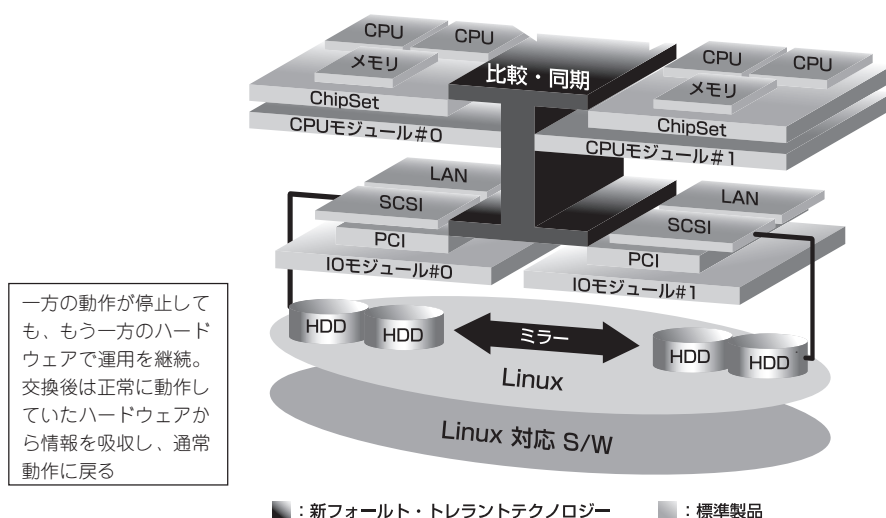 CPU
CPU
メモリ
ChipSet
CPUモジュール#0
比較・同期
CPU
CPU
メモリ
ChipSet
CPUモジュール#1
LAN
SCSI
PCI
IOモジュール#0
LAN
SCSI
PCI
IOモジュール#1
一方の動作が停止して
も、もう一方のハード
ウェアで運用を継続。
交換後は正常に動作し
ていたハードウェアか
ら情報を吸収し、通常
動作に戻る
HDD
HDD
ミラー
HDD
HDD
Linux
Linux 対応 S/W
：新フォールト・トレラントテクノロジー
：標準製品